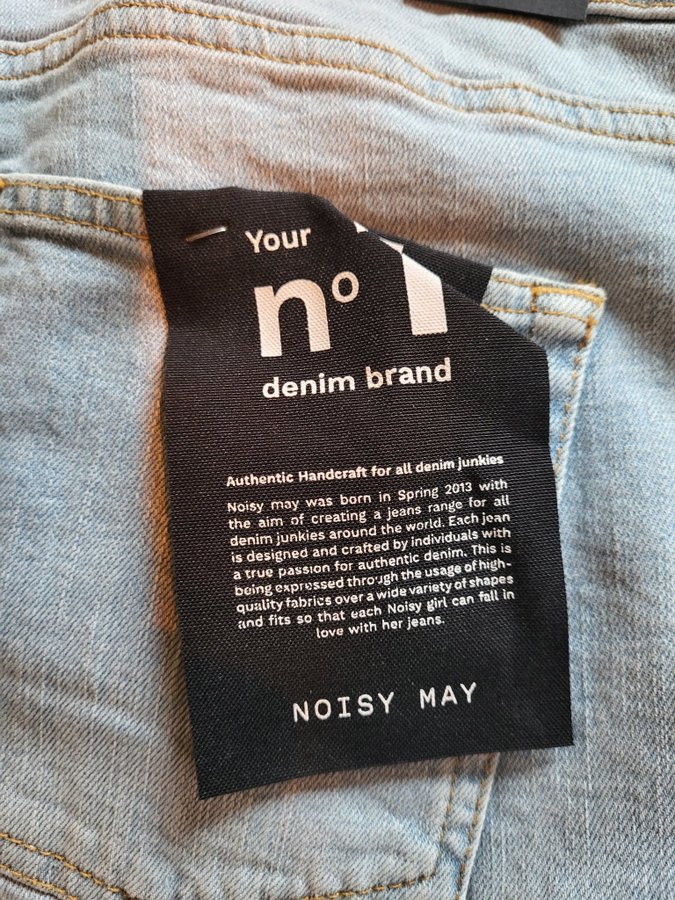 Your
nº 1
denim brand
Authentic Handcraft for all denim junkies
Noisy may was born in Spring 2013 with
the aim of creating a jeans range for all
denim junkies around the world. Each jean
is designed and crafted by individuals with
a true passion for authentic denim. This is
being expressed through the usage of high-
quality fabrics over a wide variety of shapes
and fits so that each Noisy girl can fall in
love with her jeans.
NOISY MAY